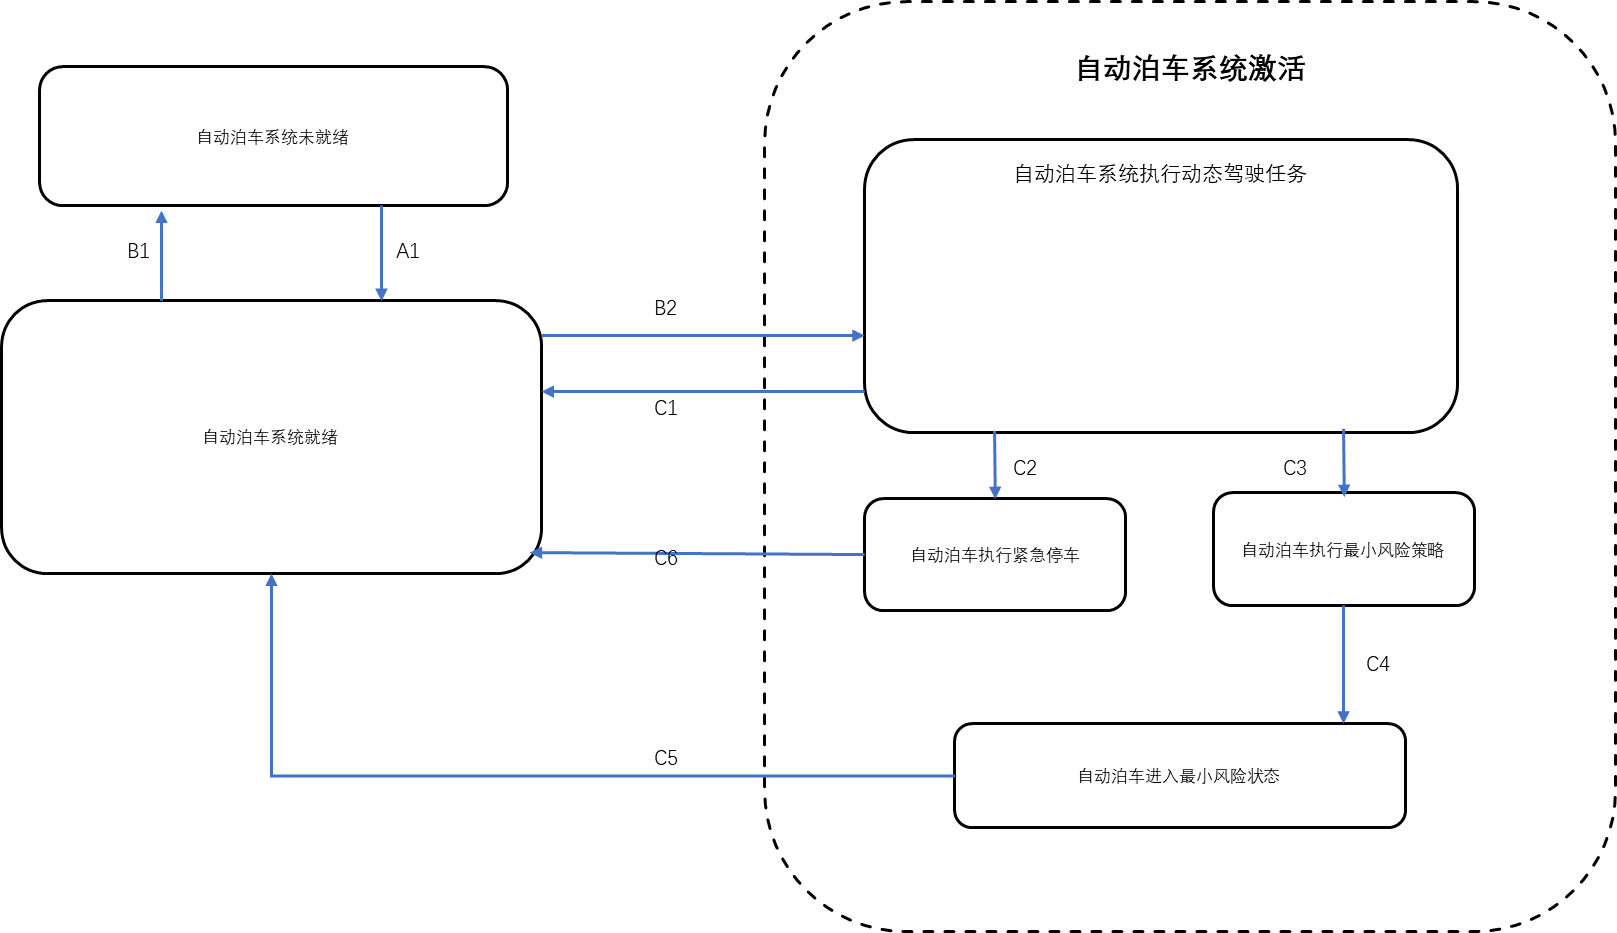 自动泊车系统激活
自动泊车系统未就绪
自动泊车系统执行动态驾驶任务
B1
A1
B2
C1
自动泊车系统就绪
C2
C3
C6
自动泊车执行紧急停车
自动泊车执行最小风险策略
C4
C5
自动泊车进入最小风险状态